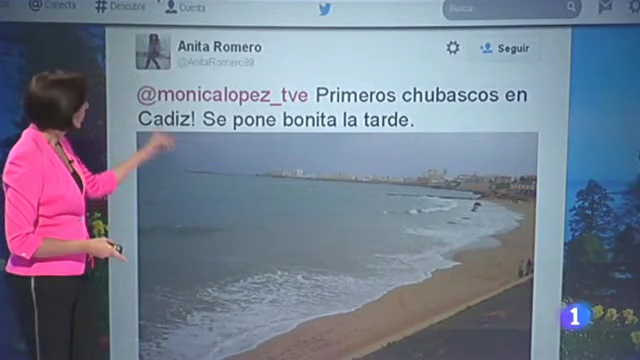 Inicio @ Conecta # Descubre Cuenta Buscar
Anita Romero
@AnitaRomero39
Seguir
@monicalopez_tve Primeros chubascos en
Cadiz! Se pone bonita la tarde.
1